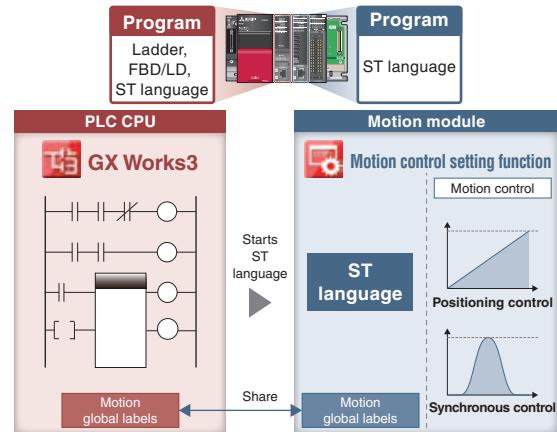 Program
Ladder,
FBD/LD,
ST language
Program
ST language
PLC CPU
GX Works3
Starts
ST
language
Motion module
Motion control setting function
Motion control
ST
language
Positioning control
Synchronous control
Motion
global labels
Share
Motion
global labels